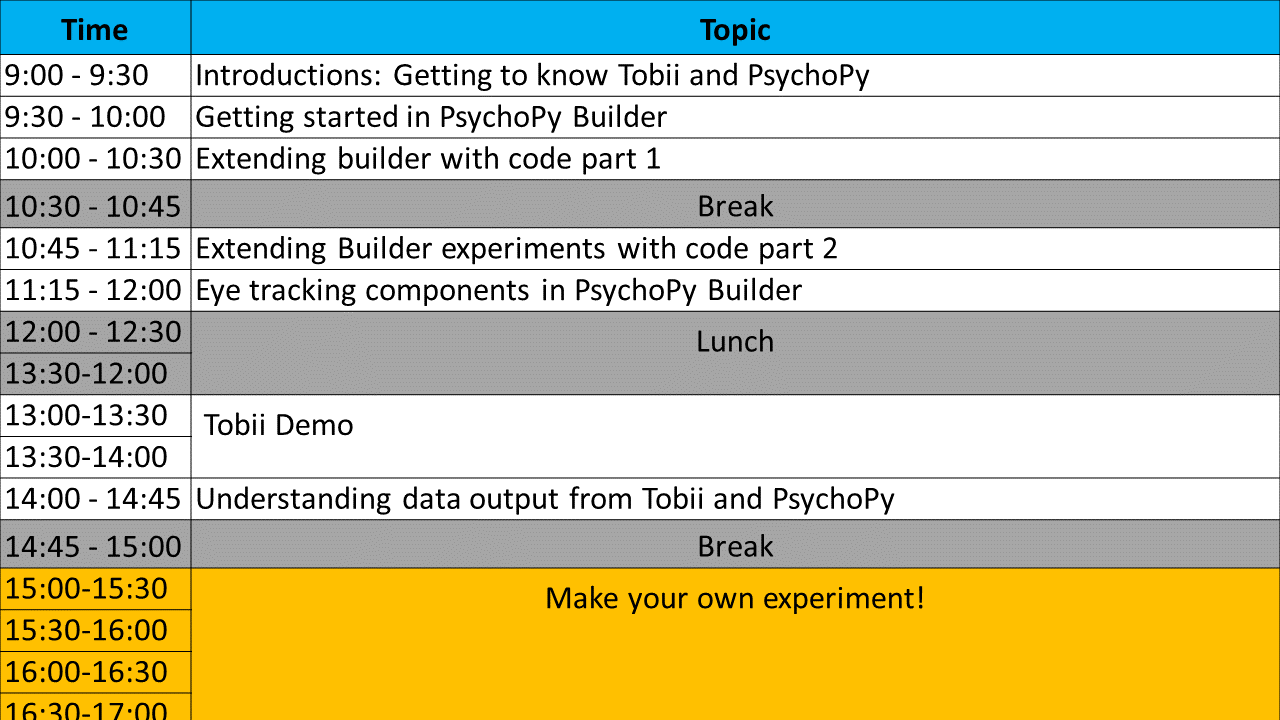 Time Topic
9:00 - 9:30 Introductions: Getting to know Tobii and PsychoPy
9:30 - 10:00 Getting started in PsychoPy Builder
10:00 - 10:30 Extending builder with code part 1
10:30 - 10:45 Break
10:45 - 11:15 Extending Builder experiments with code part 2
11:15 - 12:00 Eye tracking components in PsychoPy Builder
12:00 - 12:30 Lunch
13:30-12:00
13:00-13:30 Tobii Demo
13:30-14:00
14:00 - 14:45 Understanding data output from Tobii and PsychoPy
14:45 - 15:00 Break
15:00-15:30 Make your own experiment!
15:30-16:00
16:00-16:30
16:30-17:00